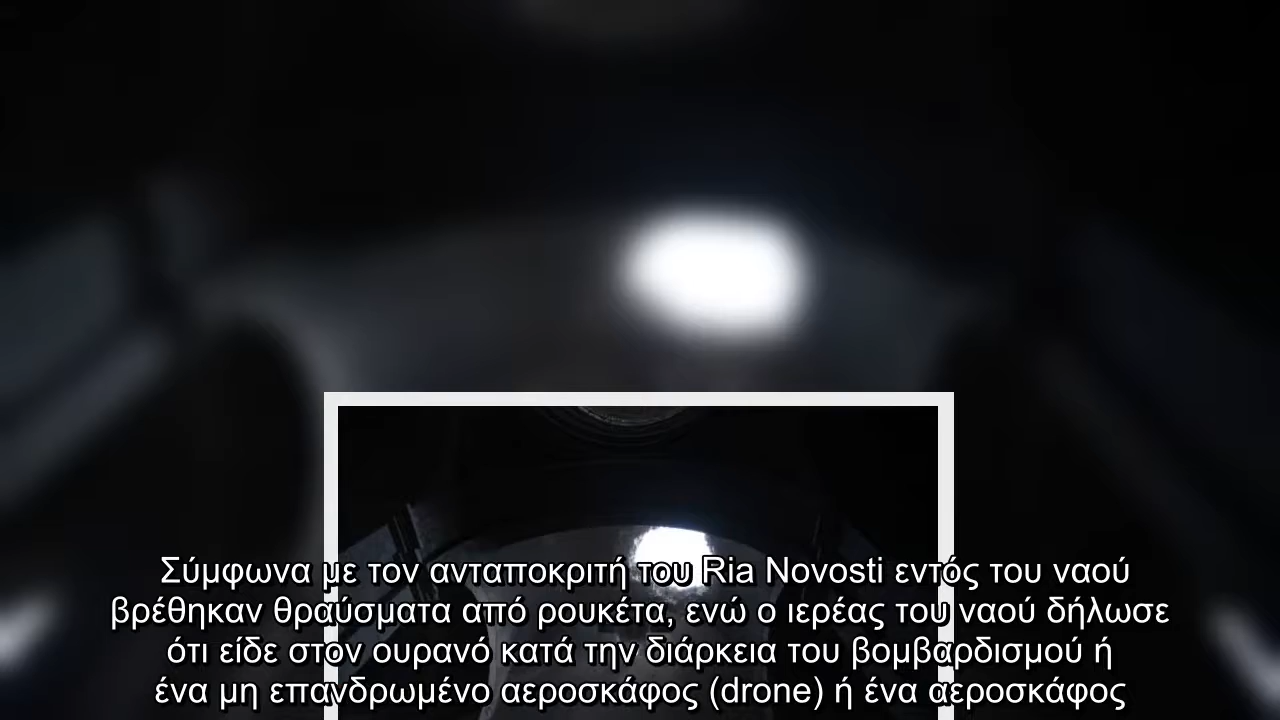 Σύμφωνα με τον ανταποκριτή του Ria Novosti εντός του ναού
βρέθηκαν θραύσματα από ρουκέτα, ενώ ο ιερέας του ναού δήλωσε
ότι είδε στον ουρανό κατά την διάρκεια του βομβαρδισμού ή
ένα μη επανδρωμένο αεροσκάφος (drone) ή ένα αεροσκάφος